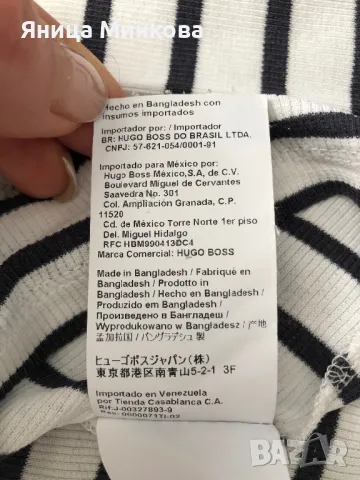 Яница Минкова
Hecho en Bangladesh con
insumos importados
Importador por: / Importador
BR: HUGO BOSS DO BRASIL LTDA.
CNPJ: 57-621-054/0001-91
Importado para México por:
Hugo Boss México,S.A, de C.V.
Boulevard Miguel de Cervantes
Saavedra No. 301
Col. Ampliación Granada, C.P.
11520
Cd. de México Torre Norte 1er piso
Del. Miguel Hidalgo
RFC HBM990413DC4
Marca Comercial: HUGO BOSS
Made in Bangladesh / Fabriqué en
Bangladesh / Prodotto in
Bangladesh / Hecho en Bangladesh /
Produzido em Bangladesh /
Произведено в Бангладеш /
Wyprodukowano w Bangladesz / 产地
孟加拉国 / バングラデシュ製
ヒューゴボスジャパン(株)
東京都港区南青山5-2-1 3F
Importado en Venezuela
por Tienda Casablanca C.A.
Rif:J-00327893-9
bazar